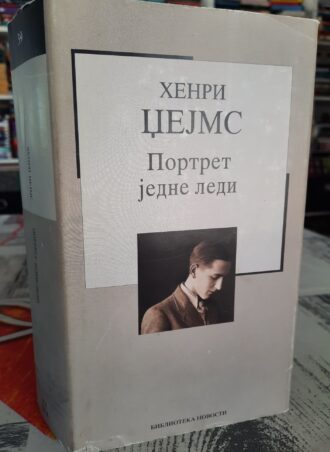 ХЕНРИ
ЏЕЈМС
Портрет
једне леди
БИБЛИОТЕКА НОВОСТИ